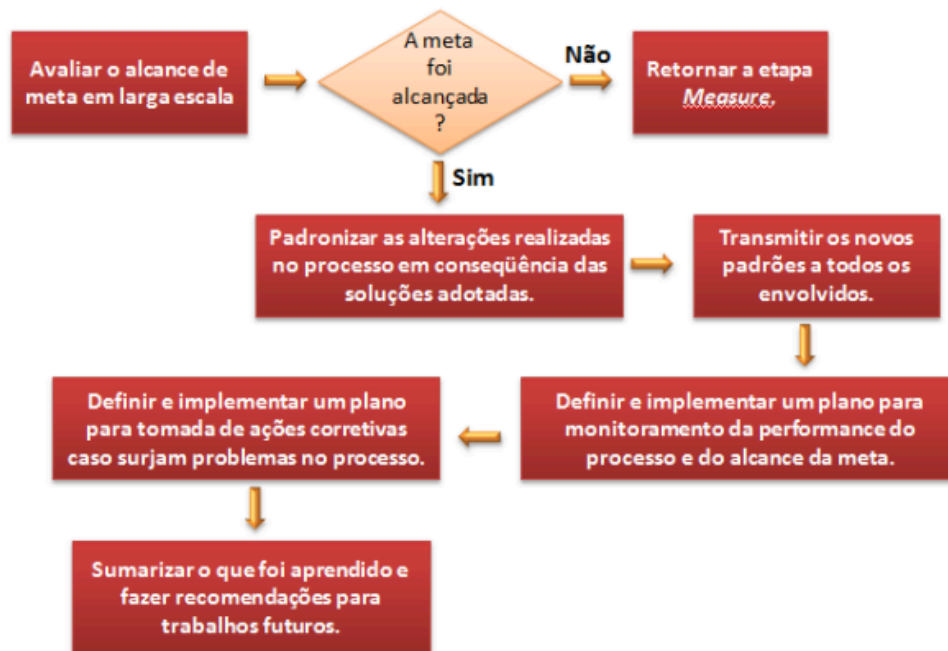 Avaliar o alcance de
meta em larga escala
A meta
foi
alcançada
?
Não
Retornar a etapa
Measure.
Sim
Padronizar as alterações realizadas
no processo em conseqüência das
soluções adotadas.
Transmitir os novos
padrões a todos os
envolvidos.
Definir e implementar um plano para
monitoramento da performance do
processo e do alcance da meta.
Definir e implementar um plano
para tomada de ações corretivas
caso surjam problemas no processo.
Sumarizar o que foi aprendido e
fazer recomendações para
trabalhos futuros.